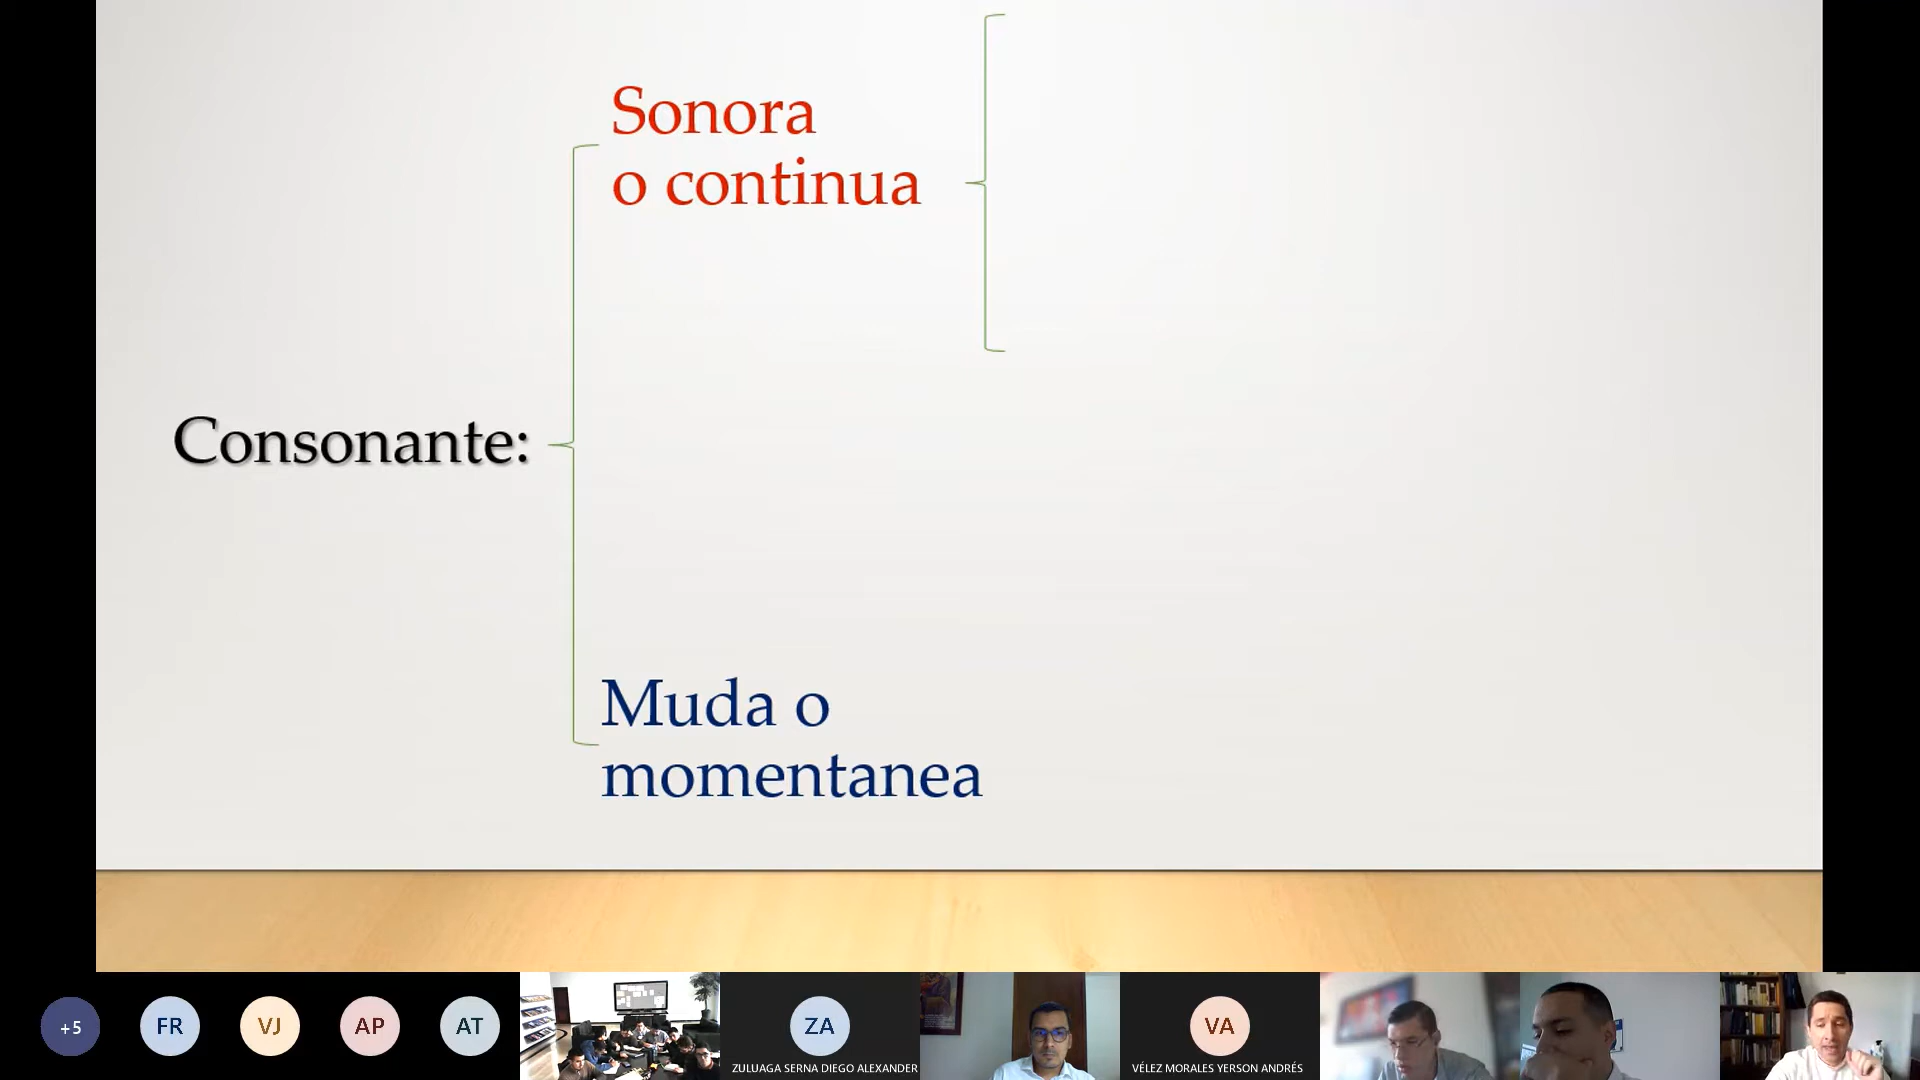 Sonora
o continua
Consonante:
Muda o
momentanea
+5
FR
VJ
AP
AT
ZA
ZULUAGA SERNA DIEGO ALEXANDER
VA
VÉLEZ MORALES YERSON ANDRÉS